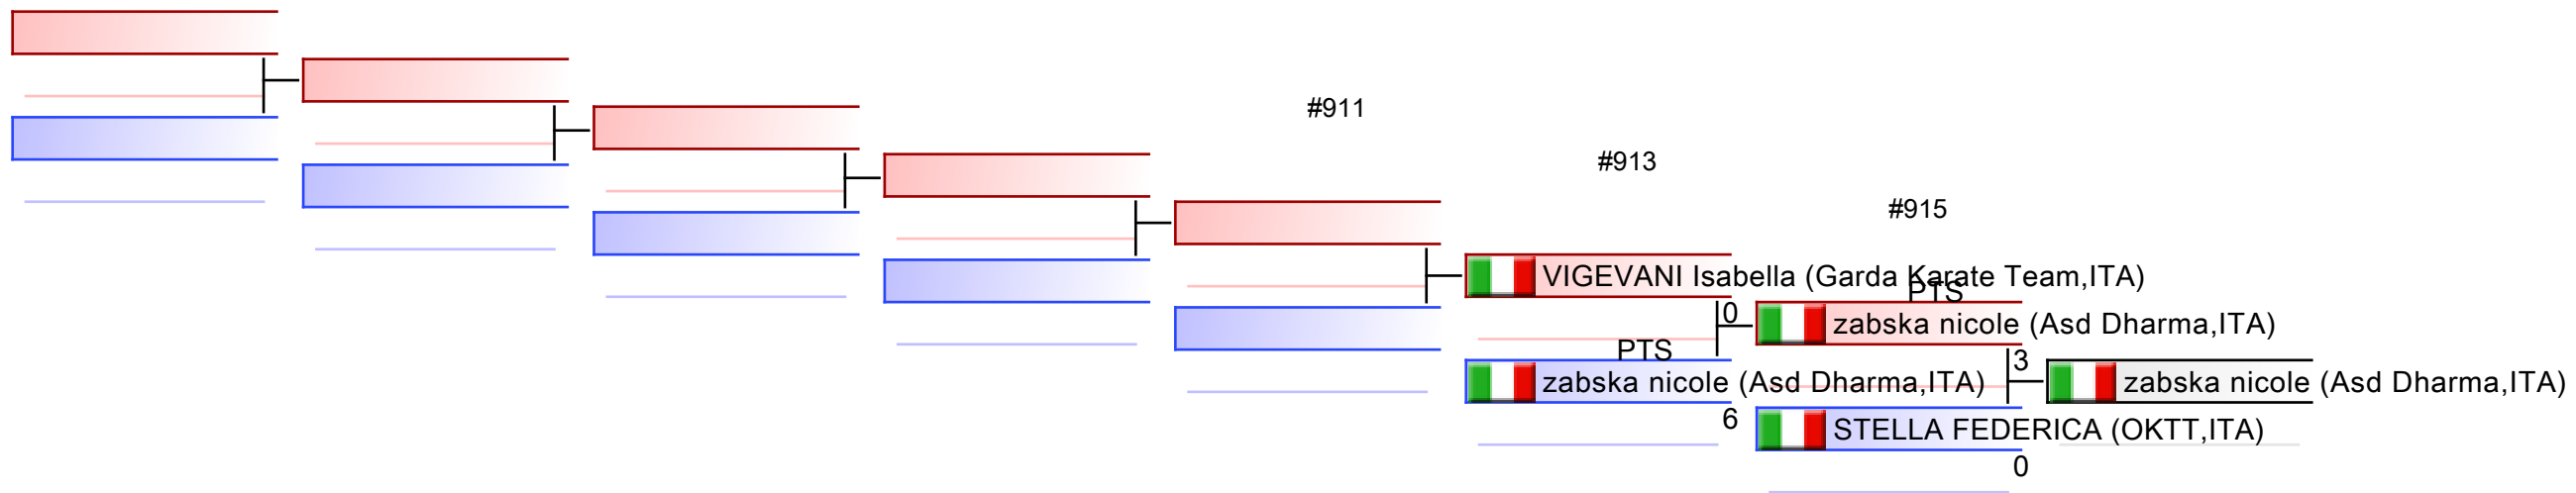 #911
#913
#915
VIGEVANI Isabella (Garda Karate Team,ITA)
PTS
0
zabska nicole (Asd Dharma,ITA)
PTS
3
zabska nicole (Asd Dharma,ITA)
zabska nicole (Asd Dharma,ITA)
6
STELLA FEDERICA (OKTT,ITA)
0